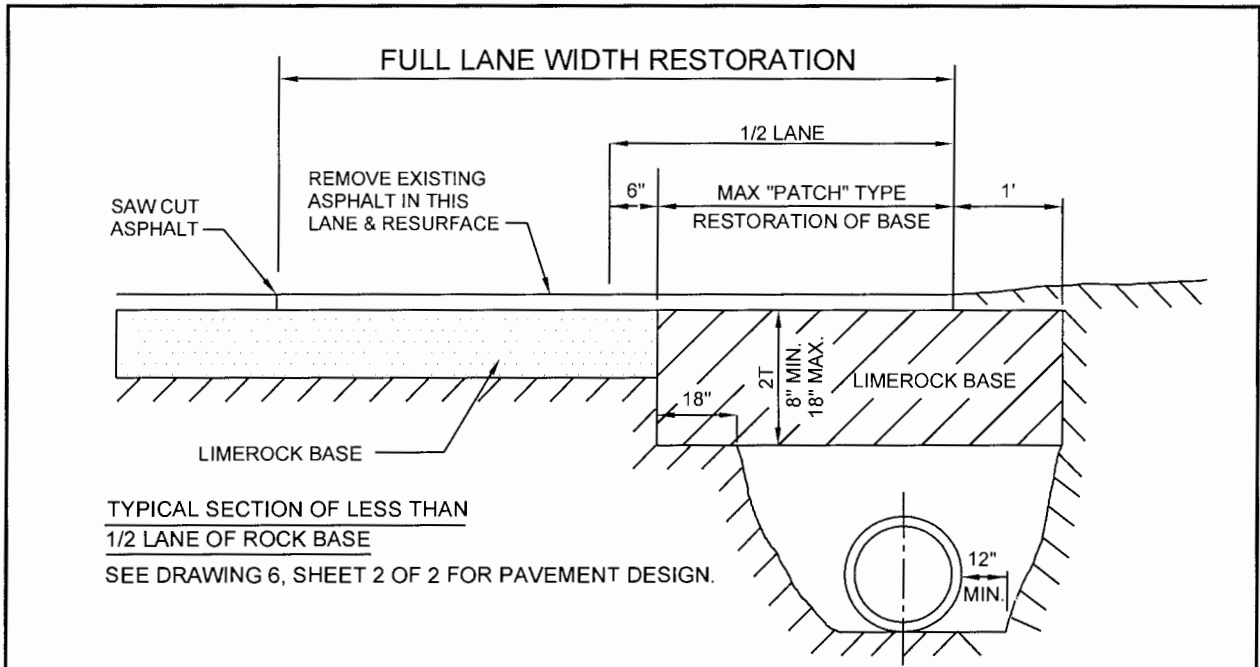 FULL LANE WIDTH RESTORATION
1/2 LANE
SAW CUT
ASPHALT
REMOVE EXISTING
ASPHALT IN THIS
LANE & RESURFACE
6"
MAX "PATCH" TYPE
RESTORATION OF BASE
1'
2T
8" MIN.
18" MAX.
LIMEROCK BASE
18"
LIMEROCK BASE
TYPICAL SECTION OF LESS THAN
1/2 LANE OF ROCK BASE
SEE DRAWING 6, SHEET 2 OF 2 FOR PAVEMENT DESIGN.
12"
MIN.